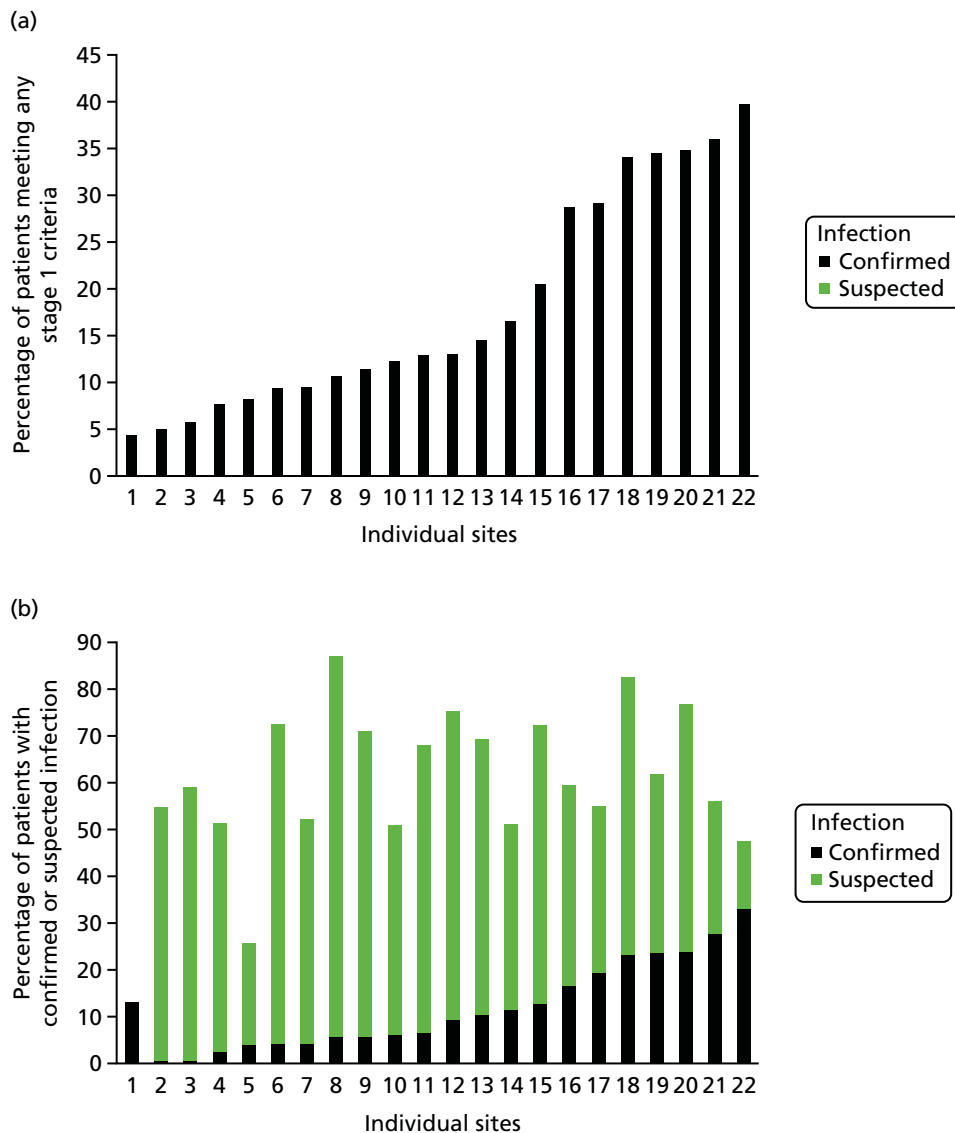 (a)
Percentage of patients meeting any
stage 1 criteria
45
40
35
30
25
20
15
10
5
0
1 2 3 4 5 6 7 8 9 10 11 12 13 14 15 16 17 18 19 20 21 22
Individual sites
Infection
Confirmed
Suspected
(b)
Percentage of patients with
confirmed or suspected infection
90
80
70
60
50
40
30
20
10
0
1 2 3 4 5 6 7 8 9 10 11 12 13 14 15 16 17 18 19 20 21 22
Individual sites
Infection
Confirmed
Suspected